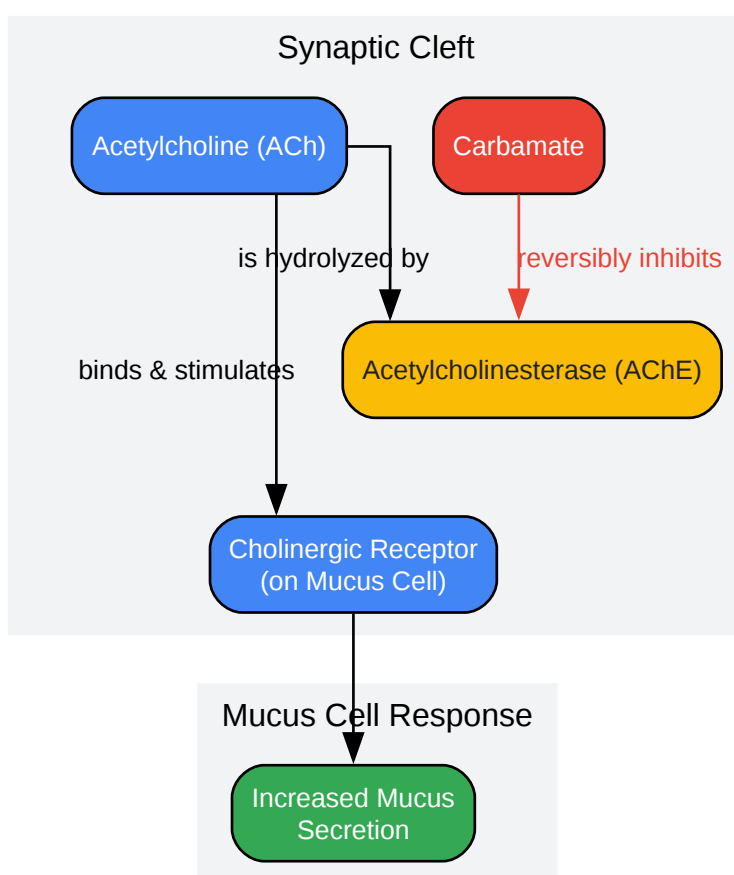 Synaptic Cleft
Acetylcholine (ACh)
Carbamate
is hydrolyzed by
reversibly inhibits
binds & stimulates
Acetylcholinesterase (AChE)
Cholinergic Receptor
(on Mucus Cell)
Mucus Cell Response
Increased Mucus
Secretion